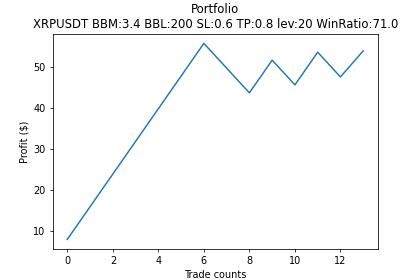 Portfolio
XRPUSDT BBM:3.4 BBL:200 SL:0.6 TP:0.8 lev:20 WinRatio:71.0
Profit ($)
50
40
30
20
10
0 2 4 6 8 10 12
Trade counts